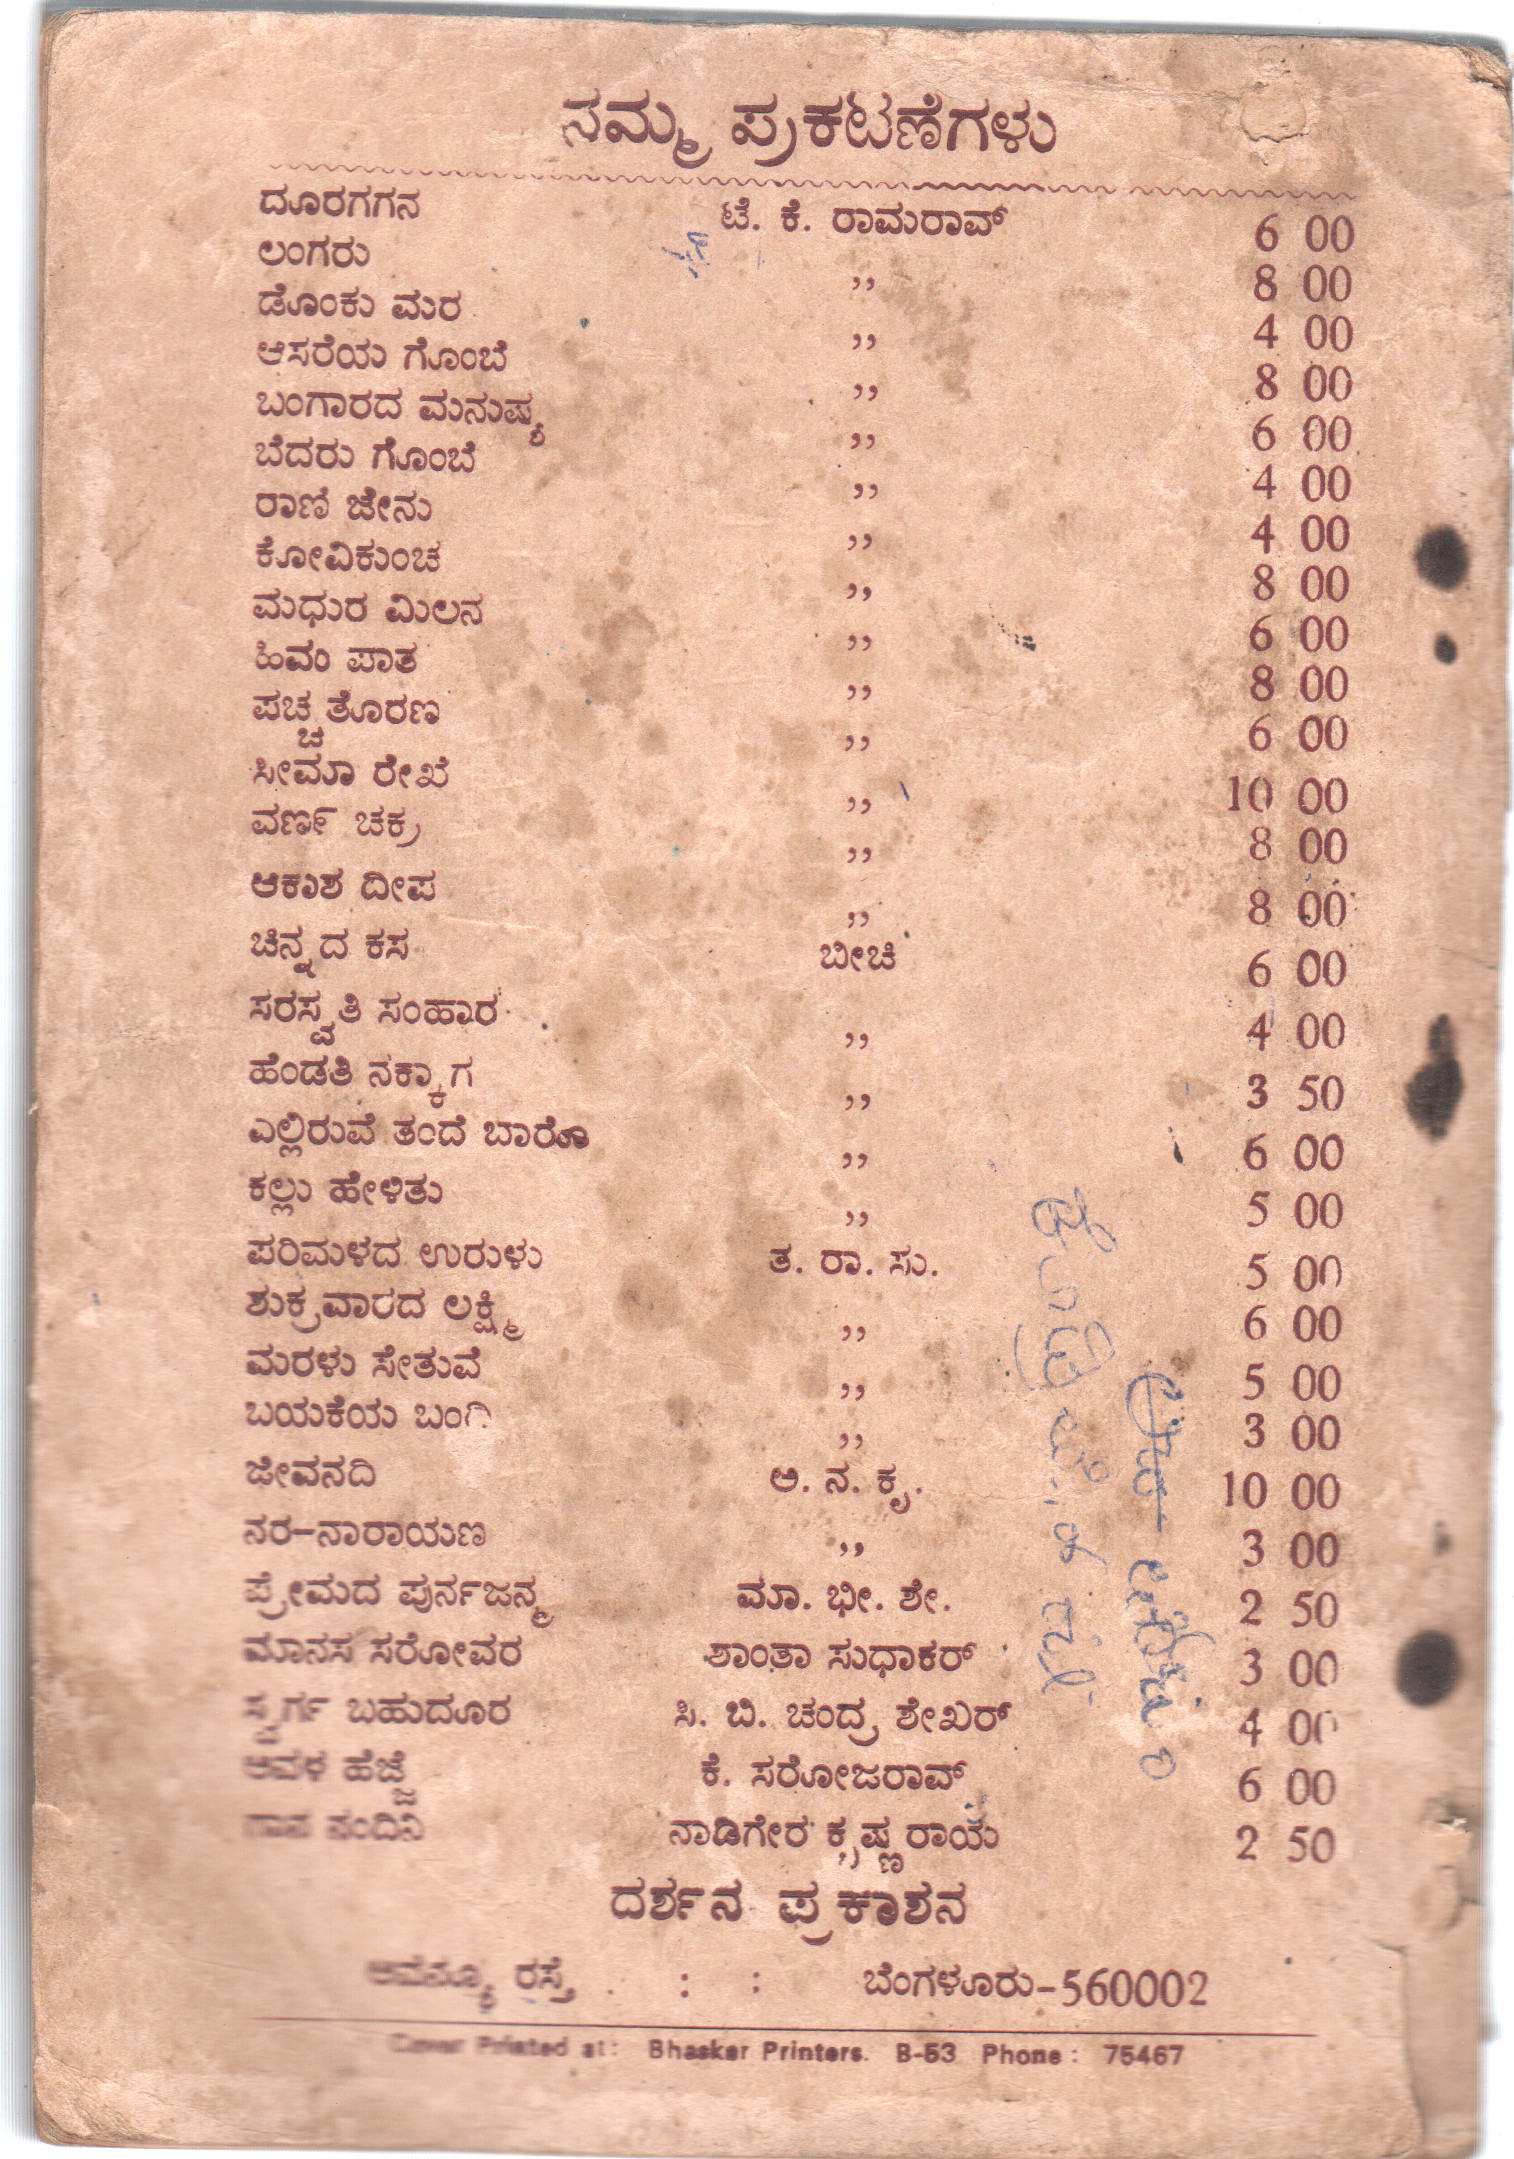 ನಮ್ಮ ಪ್ರಕಟಣೆಗಳು
ದೂರಗಗನ ಟಿ. ಕೆ. ರಾಮರಾವ್ 6 00
ಲಂಗರು ,, 8 00
ಡೊಂಕು ಮರ ,, 4 00
ಆಸರೆಯ ಗೊಂಬೆ ,, 8 00
ಬಂಗಾರದ ಮನುಷ್ಯ ,, 6 00
ಬೆದರು ಗೊಂಬೆ ,, 4 00
ರಾಣಿ ಜೇನು ,, 4 00
ಕೋವಿಕುಂಚ ,, 8 00
ಮಧುರ ಮಿಲನ ,, 6 00
ಹಿಮಂ ಪಾತ ,, 8 00
ಪಚ್ಚ ತೊರಣ ,, 6 00
ಸೀಮಾ ರೇಖೆ ,, 10 00
ವರ್ಣ ಚಕ್ರ ,, 8 00
ಆಕಾಶ ದೀಪ ,, 8 00
ಚಿನ್ನದ ಕಸ ಬೀಚಿ 6 00
ಸರಸ್ವತಿ ಸಂಹಾರ ,, 4 00
ಹೆಂಡತಿ ನಕ್ಕಾಗ ,, 3 50
ಎಲ್ಲಿರುವೆ ತಂದೆ ಬಾರೊ ,, 6 00
ಕಲ್ಲು ಹೇಳಿತು ,, 5 00
ಪರಿಮಳದ ಉರುಳು ತ. ರಾ. ಸು. 5 00
ಶುಕ್ರವಾರದ ಲಕ್ಷ್ಮಿ ,, 6 00
ಮರಳು ಸೇತುವೆ ,, 5 00
ಬಯಕೆಯ ಬಂಗಿ ,, 3 00
ಜೀವನದಿ ಅ. ನ. ಕೃ. 10 00
ನರ–ನಾರಾಯಣ ,, 3 00
ಪ್ರೇಮದ ಪುರ್ನಜನ್ಮ ಮಾ. ಭೀ. ಶೇ. 2 50
ಮಾನಸ ಸರೋವರ ಶಾಂತಾ ಸುಧಾಕರ್ 3 00
ಸ್ವರ್ಗ ಬಹುದೂರ ಸಿ. ಬಿ. ಚಂದ್ರ ಶೇಖರ್ 4 00
ಅವಳ ಹೆಜ್ಜೆ ಕೆ. ಸರೋಜರಾವ್ 6 00
ಗಾನ ನಂದಿನಿ ನಾಡಿಗೇರ ಕೃಷ್ಣರಾಯ 2 50
ದರ್ಶನ ಪ್ರಕಾಶನ
ಅವೆನ್ಯೂ ರಸ್ತೆ : : ಬೆಂಗಳೂರು–560002
Cover Printed at: Bhasker Printers. B-53 Phone : 75467